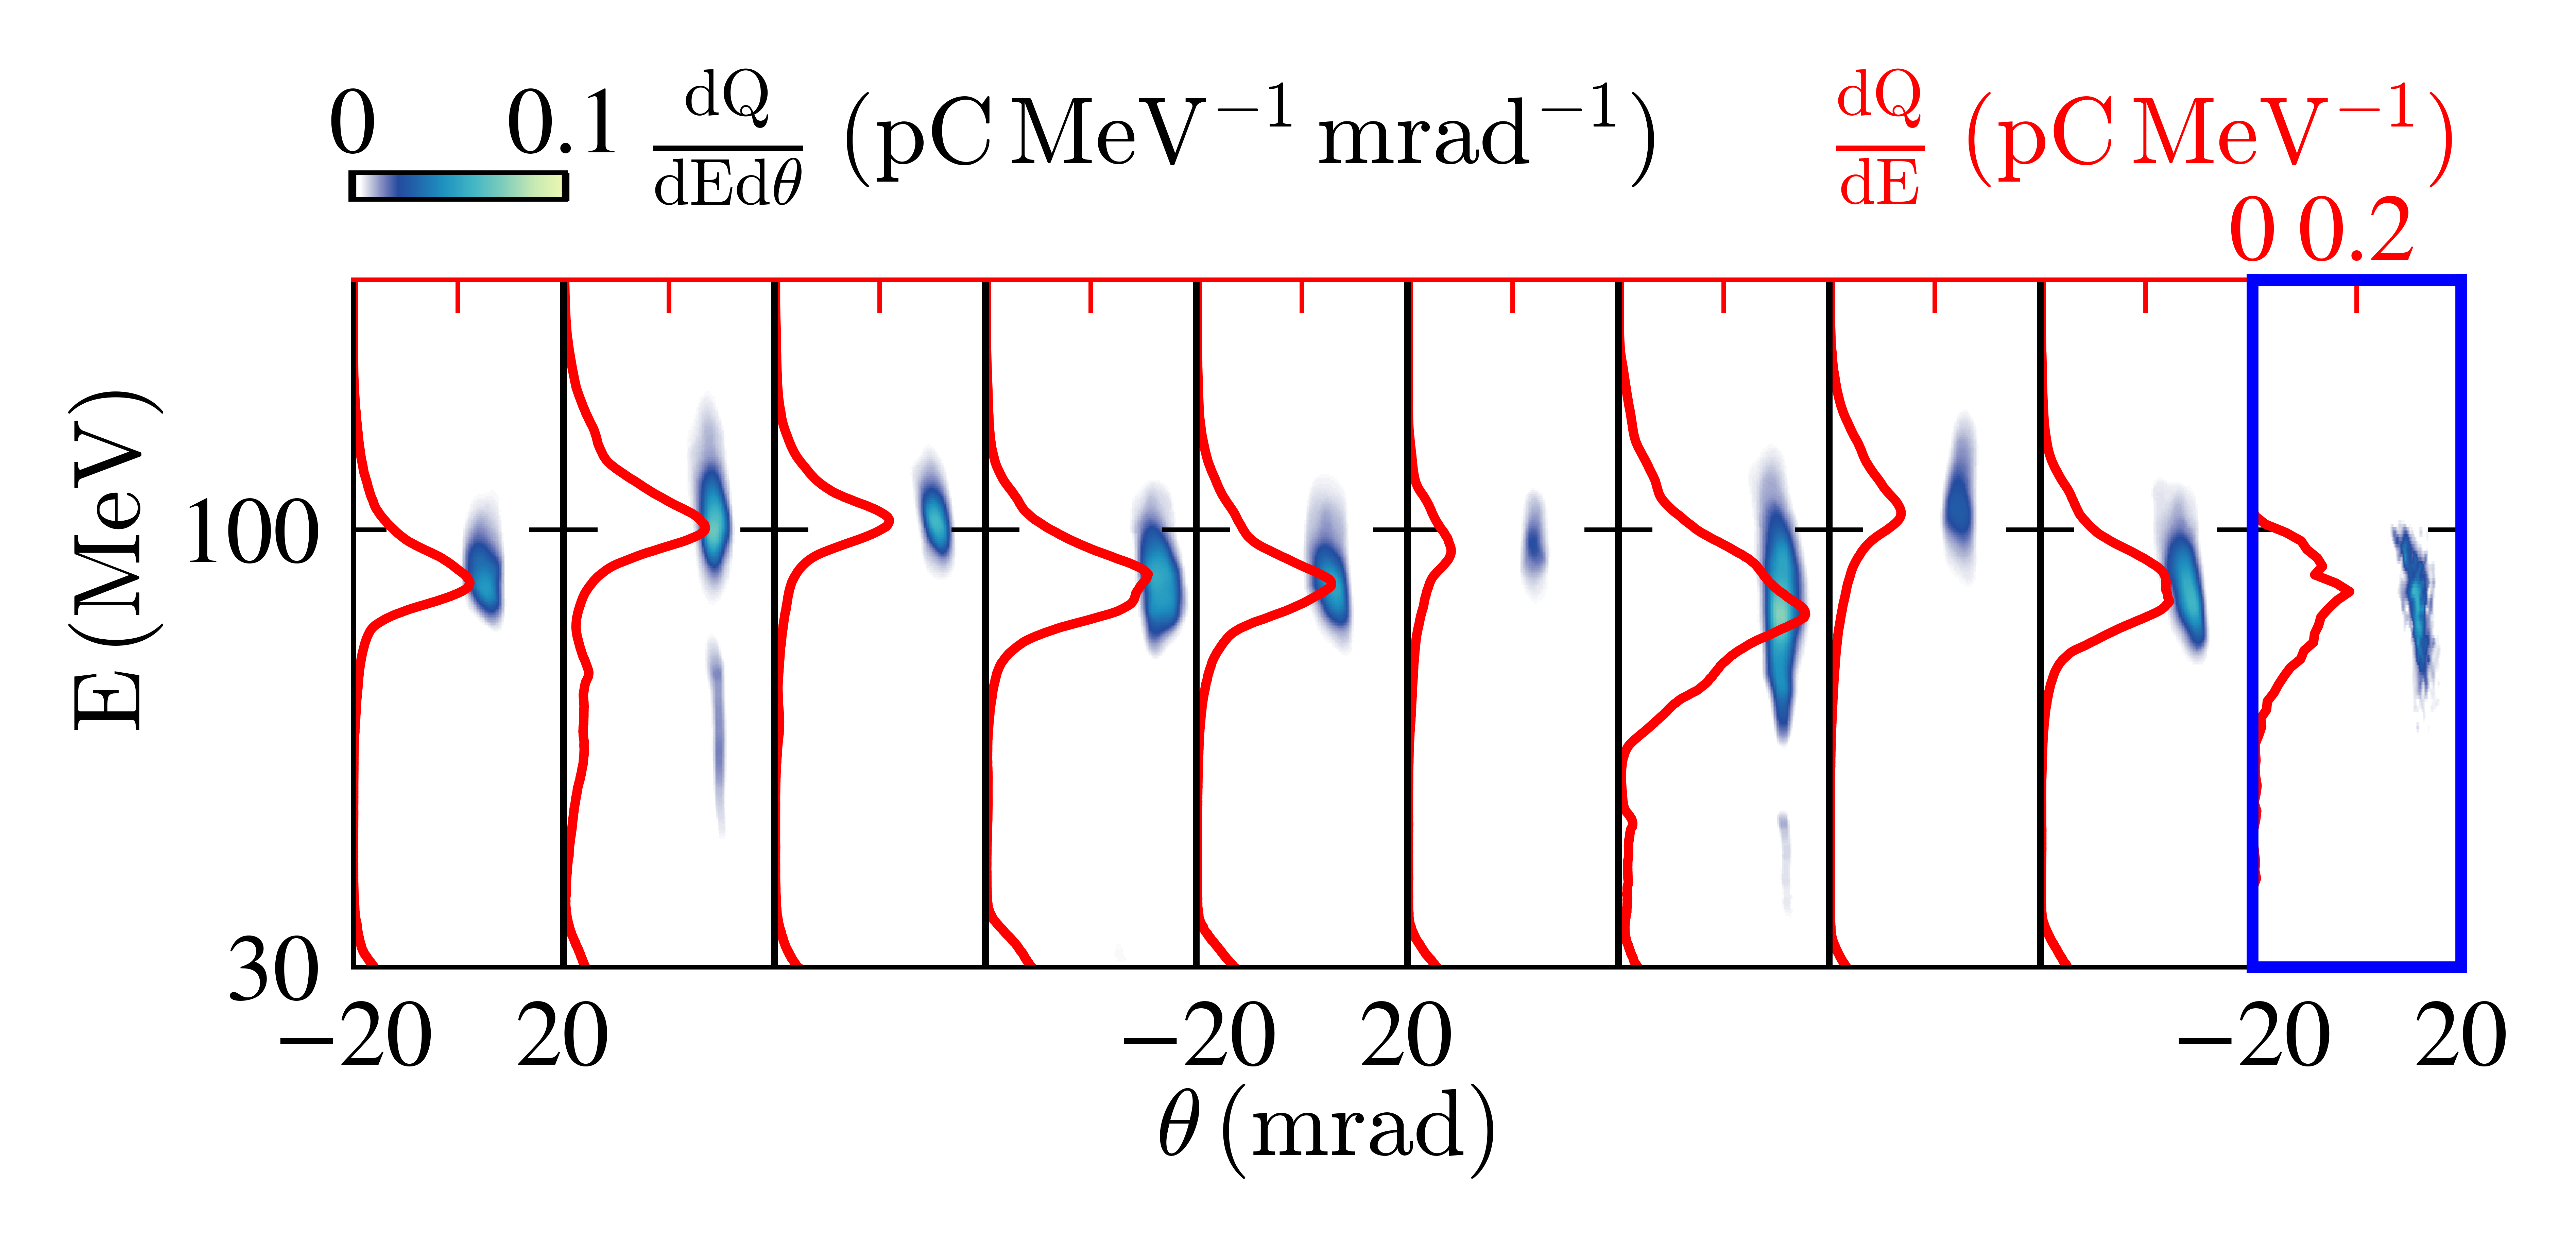 0 0.1 dQ/dEdθ (pC MeV⁻¹ mrad⁻¹) dQ/dE (pC MeV⁻¹)
0 0.2
E (MeV)
100
30
−20 20 −20 20 −20 20
θ (mrad)